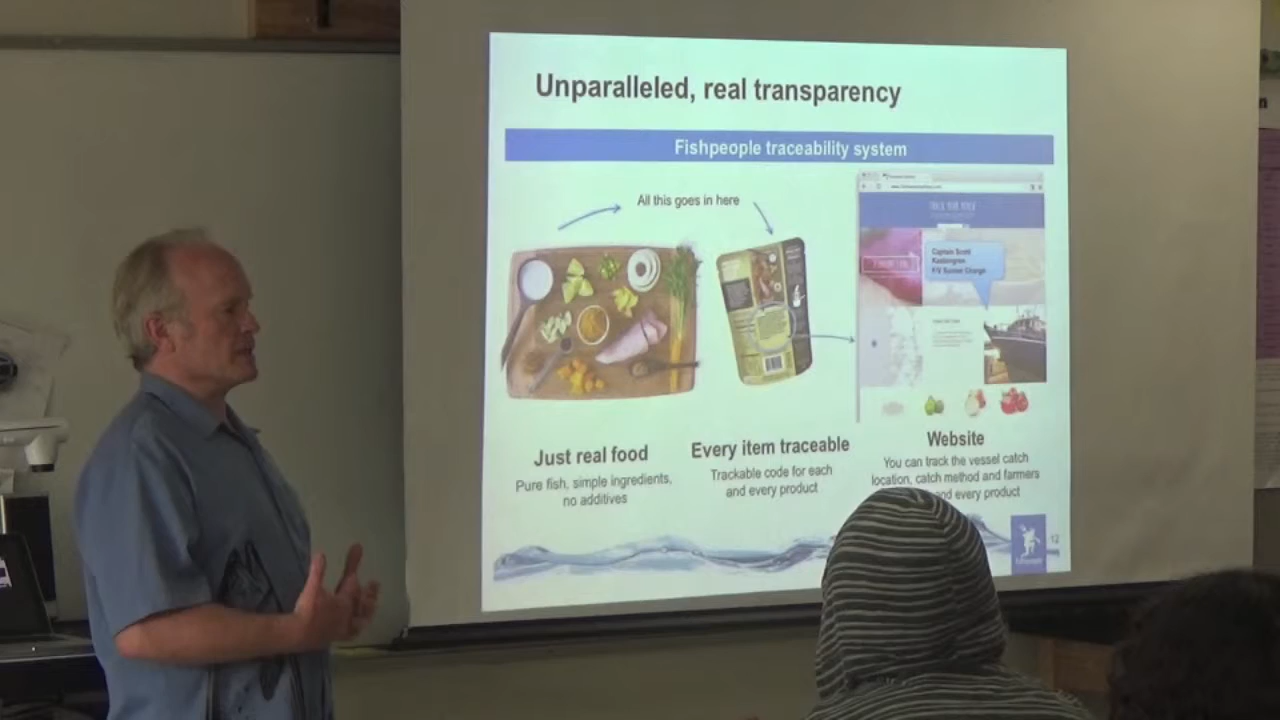 Unparalleled, real transparency
Fishpeople traceability system
All this goes in here
Captain Scott
F/V Sunset Charge
Just real food
Pure fish, simple ingredients,
no additives
Every item traceable
Trackable code for each
and every product
Website
You can track the vessel catch
location, catch method and farmers
and every product
12